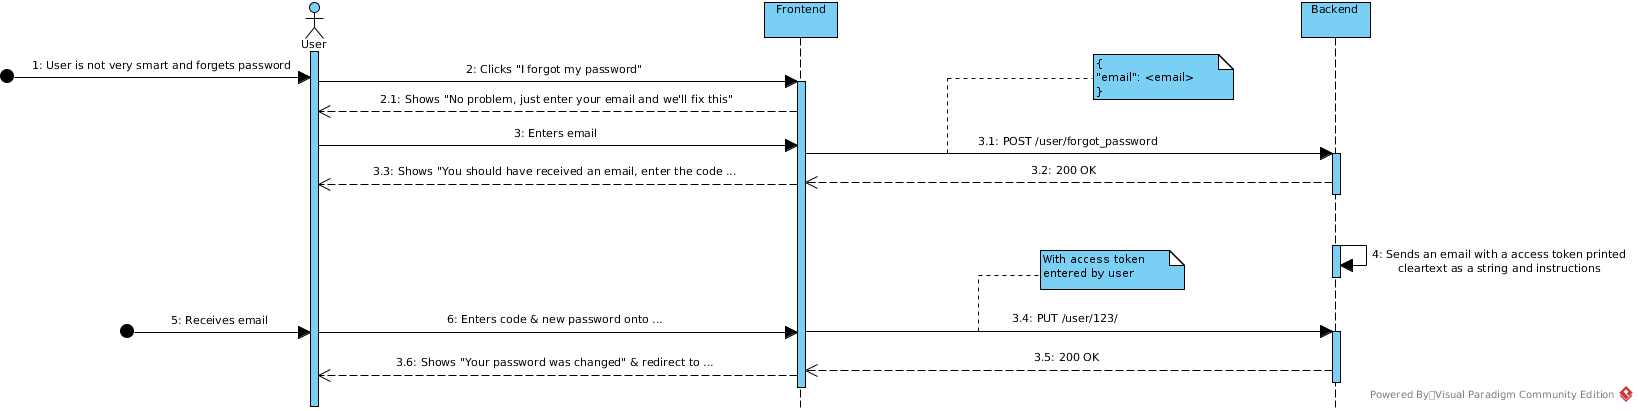 User
Frontend
Backend
1: User is not very smart and forgets password
2: Clicks "I forgot my password"
{
"email": <email>
}
2.1: Shows "No problem, just enter your email and we'll fix this"
3: Enters email
3.1: POST /user/forgot_password
3.2: 200 OK
3.3: Shows "You should have received an email, enter the code ...
4: Sends an email with a access token printed
cleartext as a string and instructions
With access token
entered by user
5: Receives email
6: Enters code & new password onto ...
3.4: PUT /user/123/
3.5: 200 OK
3.6: Shows "Your password was changed" & redirect to ...
Powered By Visual Paradigm Community Edition